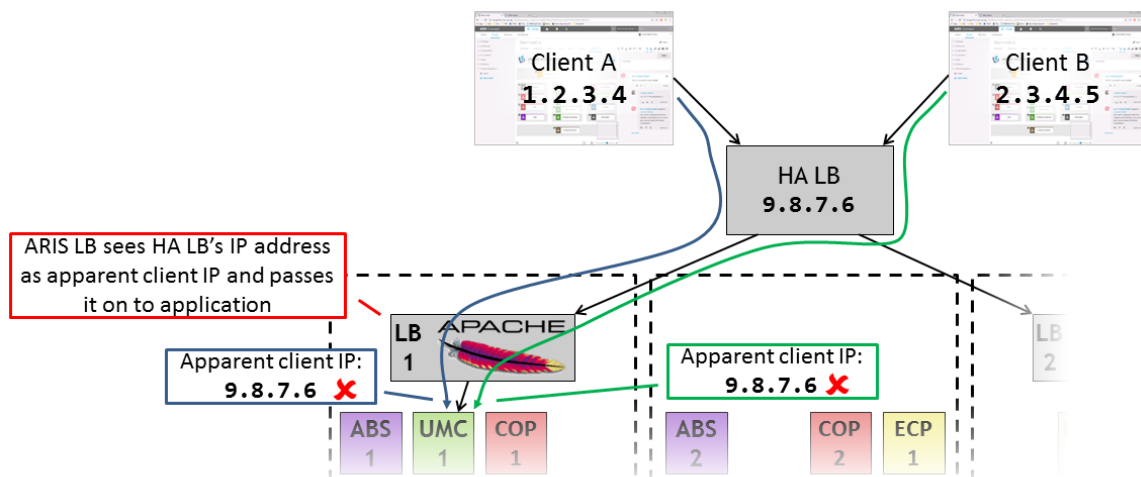 Client A
1.2.3.4
Client B
2.3.4.5
HA LB
9.8.7.6
ARIS LB sees HA LB's IP address
as apparent client IP and passes
it on to application
LB
1
APACHE
LB
2
Apparent client IP:
9.8.7.6 ✘
Apparent client IP:
9.8.7.6 ✘
ABS
1
UMC
1
COP
1
ABS
2
COP
2
ECP
1